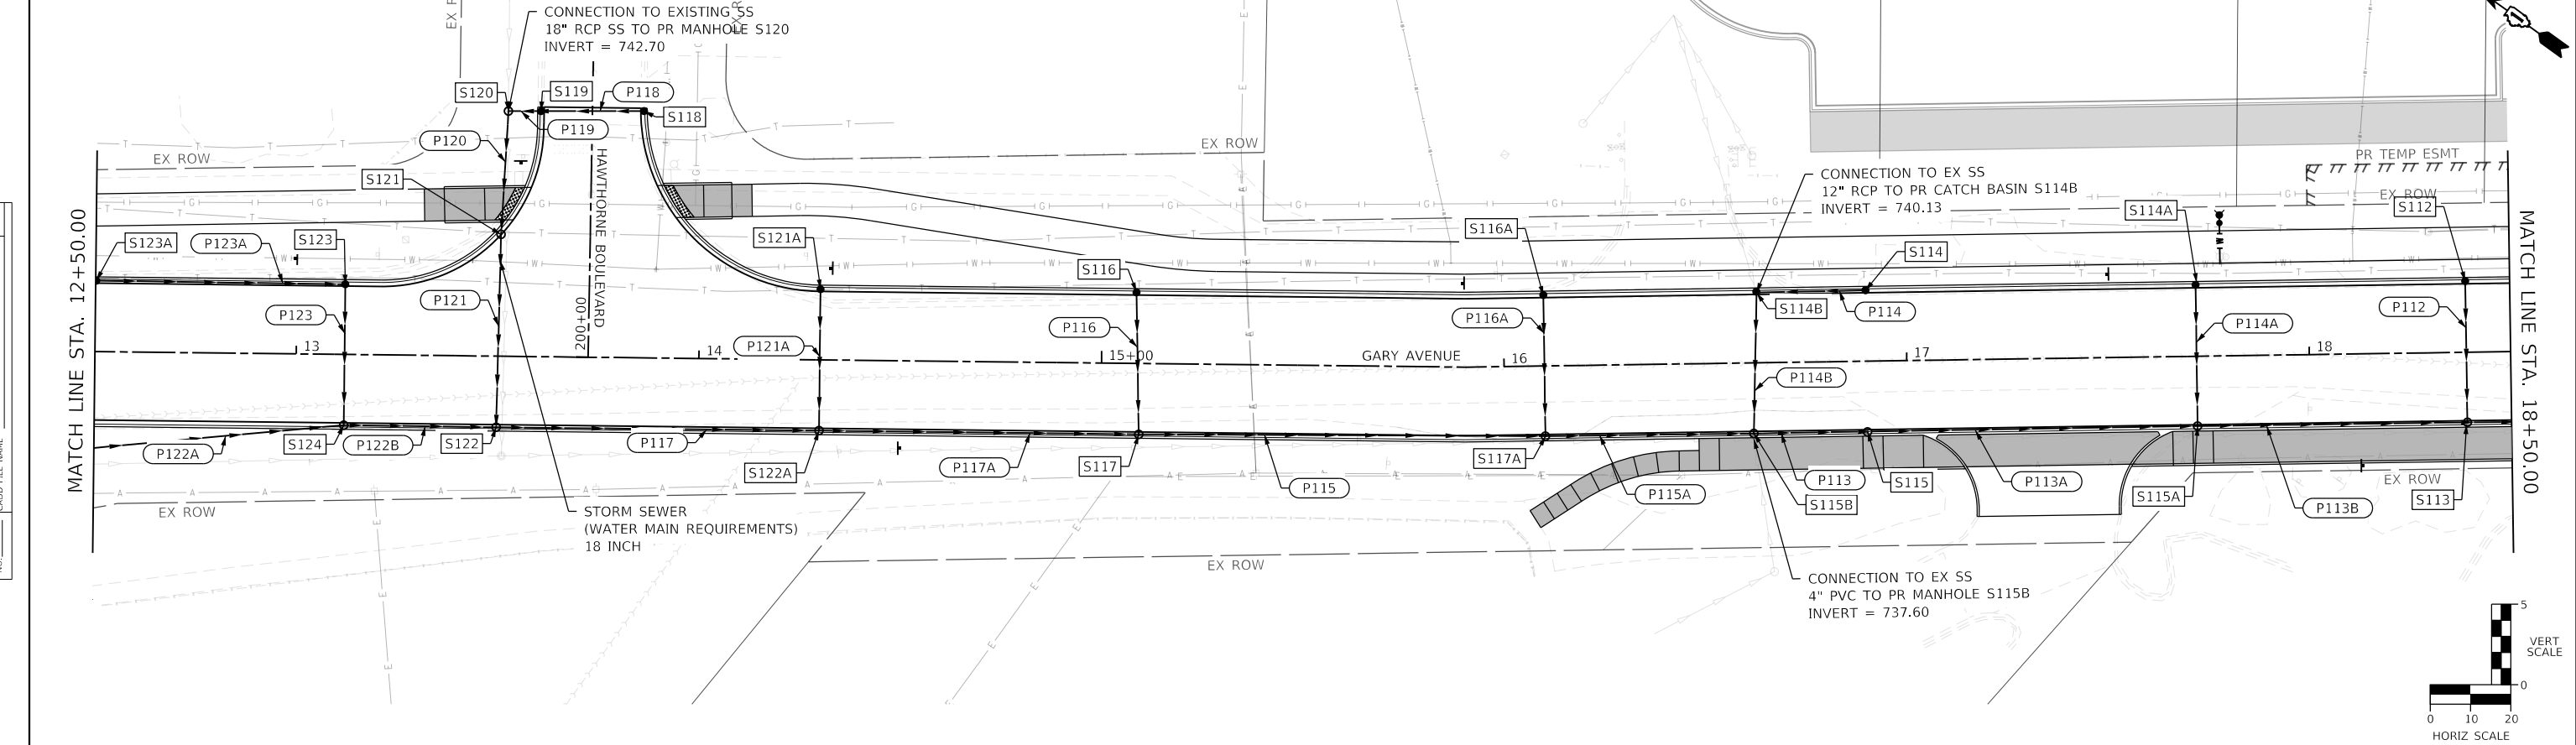 CONNECTION TO EXISTING SS
18" RCP SS TO PR MANHOLE S120
INVERT = 742.70
S120
S119
P118
S118
P119
P120
S121
EX ROW
EX ROW
HAWTHORNE BOULEVARD
200+00
CONNECTION TO EX SS
12" RCP TO PR CATCH BASIN S114B
INVERT = 740.13
PR TEMP ESMT
EX ROW
S123A
P123A
S123
S121A
S116
S116A
S114
S114A
S112
P123
P121
P121A
P116
P116A
S114B
P114
P114A
P112
MATCH LINE STA. 12+50.00
MATCH LINE STA. 18+50.00
13
14
15+00
GARY AVENUE
16
17
18
P114B
P122A
S124
P122B
S122
P117
S122A
P117A
S117
P115
S117A
P115A
P113
S115B
S115
P113A
S115A
P113B
S113
EX ROW
EX ROW
EX ROW
STORM SEWER
(WATER MAIN REQUIREMENTS)
18 INCH
CONNECTION TO EX SS
4" PVC TO PR MANHOLE S115B
INVERT = 737.60
5
VERT
SCALE
0
0 10 20
HORIZ SCALE